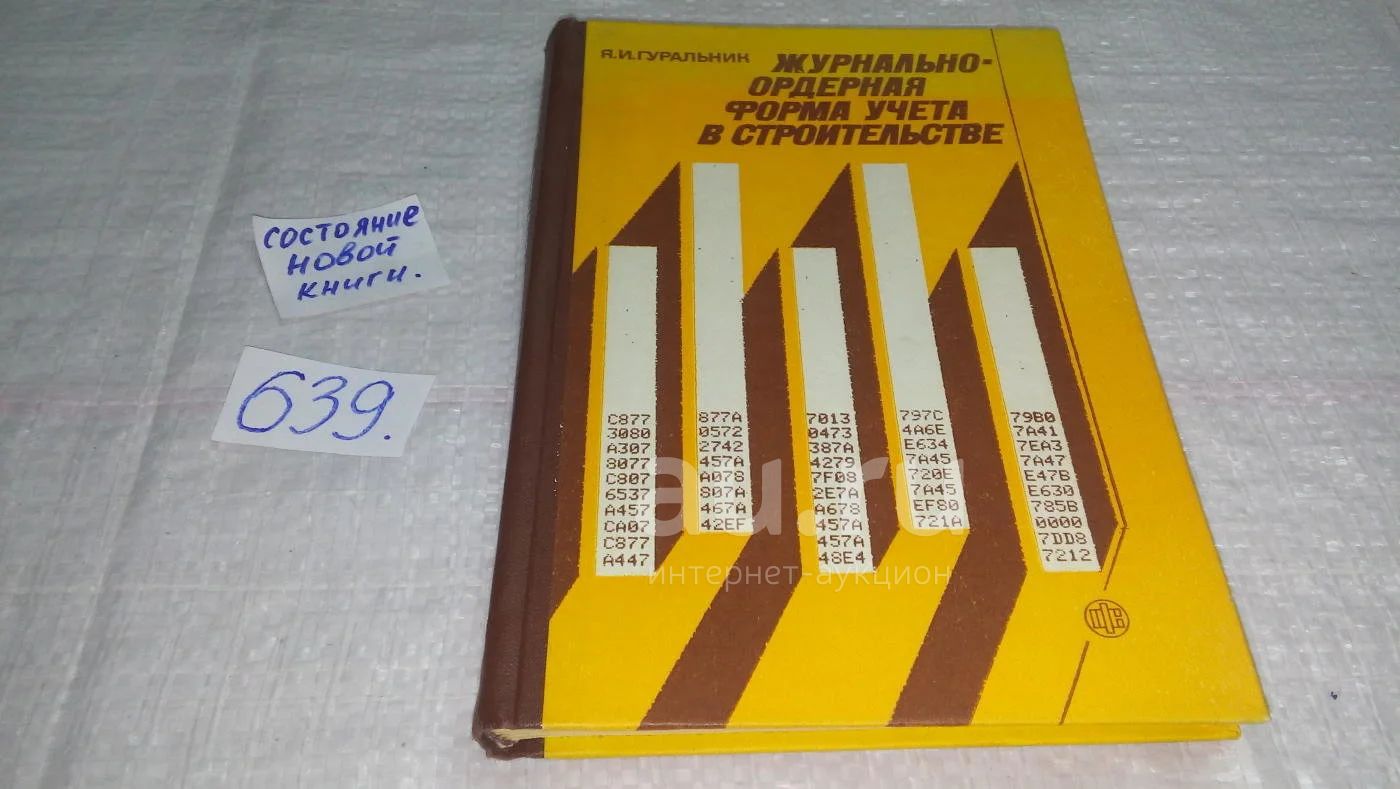 Я.И.ГУРАЛЬНИК
ЖУРНАЛЬНО-
ОРДЕРНАЯ
ФОРМА УЧЕТА
В СТРОИТЕЛЬСТВЕ
состояние
новой
книги.
639.
C877
3080
A307
8077
C807
6537
A457
CA07
C877
A447
877A
0572
2742
457A
A078
807A
467A
42EF
7013
0473
387A
4279
7F08
2E7A
A678
457A
457A
48E4
797C
4A6E
E634
7A45
720E
7A45
EF80
721A
79B0
7A41
7EA3
7A47
E47B
E630
785B
0000
7DD8
7212
au.ru
интернет-аукцион